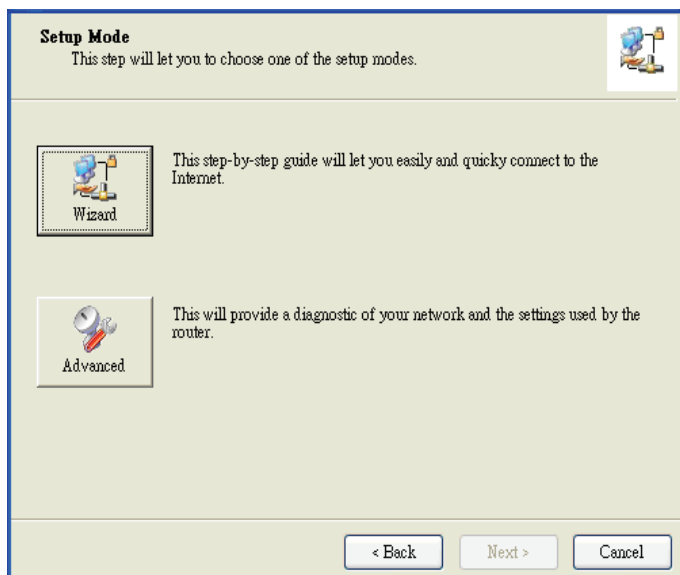 Setup Mode
This step will let you to choose one of the setup modes.
This step-by-step guide will let you easily and quicky connect to the
Internet.
Wizard
This will provide a diagnostic of your network and the settings used by the
router.
Advanced
< Back
Next >
Cancel